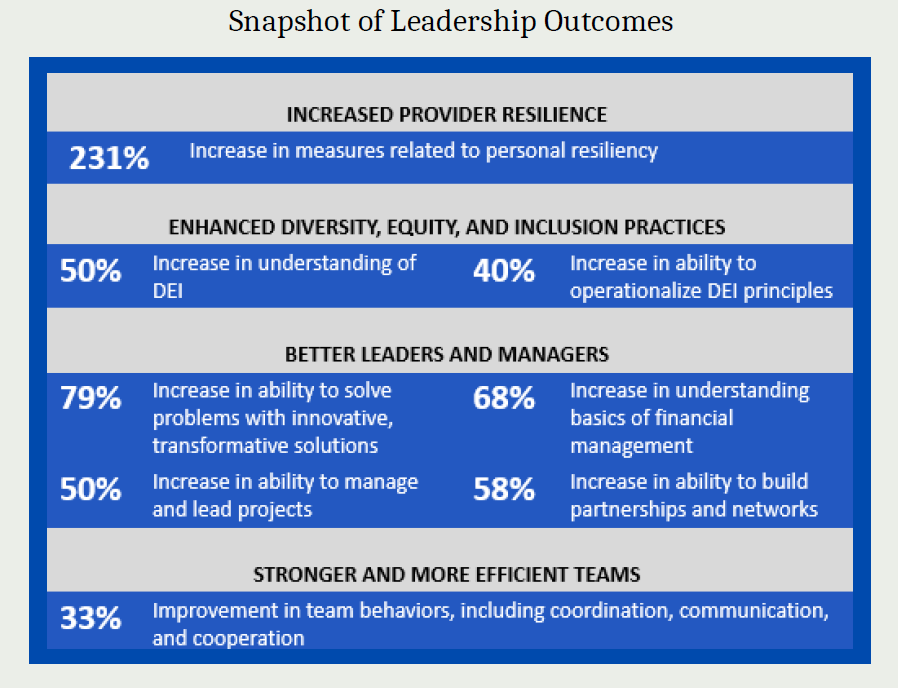 Snapshot of Leadership Outcomes
INCREASED PROVIDER RESILIENCE
231% Increase in measures related to personal resiliency
ENHANCED DIVERSITY, EQUITY, AND INCLUSION PRACTICES
50% Increase in understanding of
DEI
40% Increase in ability to
operationalize DEI principles
BETTER LEADERS AND MANAGERS
79% Increase in ability to solve
problems with innovative,
transformative solutions
68% Increase in understanding
basics of financial
management
50% Increase in ability to manage
and lead projects
58% Increase in ability to build
partnerships and networks
STRONGER AND MORE EFFICIENT TEAMS
33% Improvement in team behaviors, including coordination, communication,
and cooperation